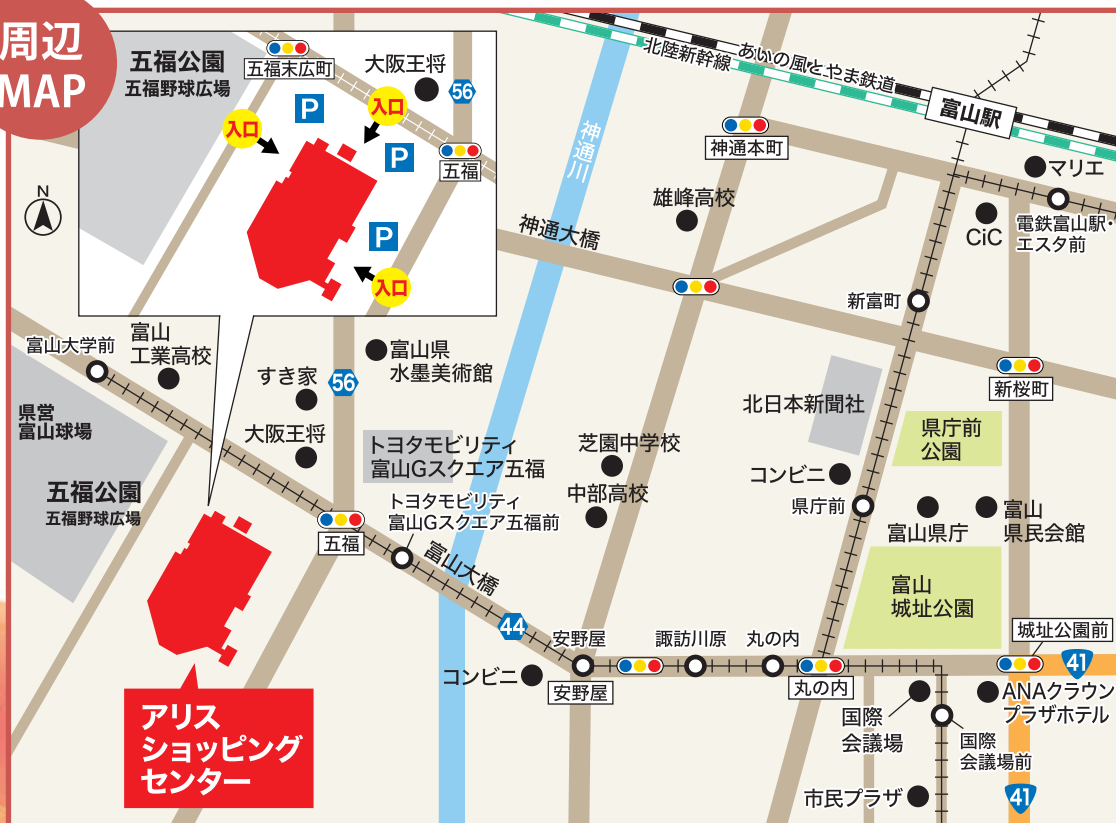 周辺
MAP
五福公園
五福野球広場
五福末広町
大阪王将
56
入口
P
入口
P
五福
P
入口
N
北陸新幹線
あいの風とやま鉄道
富山駅
神通川
神通本町
マリエ
雄峰高校
CiC
電鉄富山駅・
エスタ前
神通大橋
新富町
富山大学前
富山
工業高校
富山県
水墨美術館
すき家
56
新桜町
県営
富山球場
大阪王将
北日本新聞社
県庁前
公園
トヨタモビリティ
富山Gスクエア五福
芝園中学校
コンビニ
五福公園
五福野球広場
中部高校
県庁前
トヨタモビリティ
富山Gスクエア五福前
富山県庁
富山
県民会館
五福
富山大橋
富山
城址公園
44
安野屋
諏訪川原
丸の内
城址公園前
41
コンビニ
安野屋
丸の内
ANAクラウン
プラザホテル
アリス
ショッピング
センター
国際
会議場
国際
会議場前
市民プラザ
41